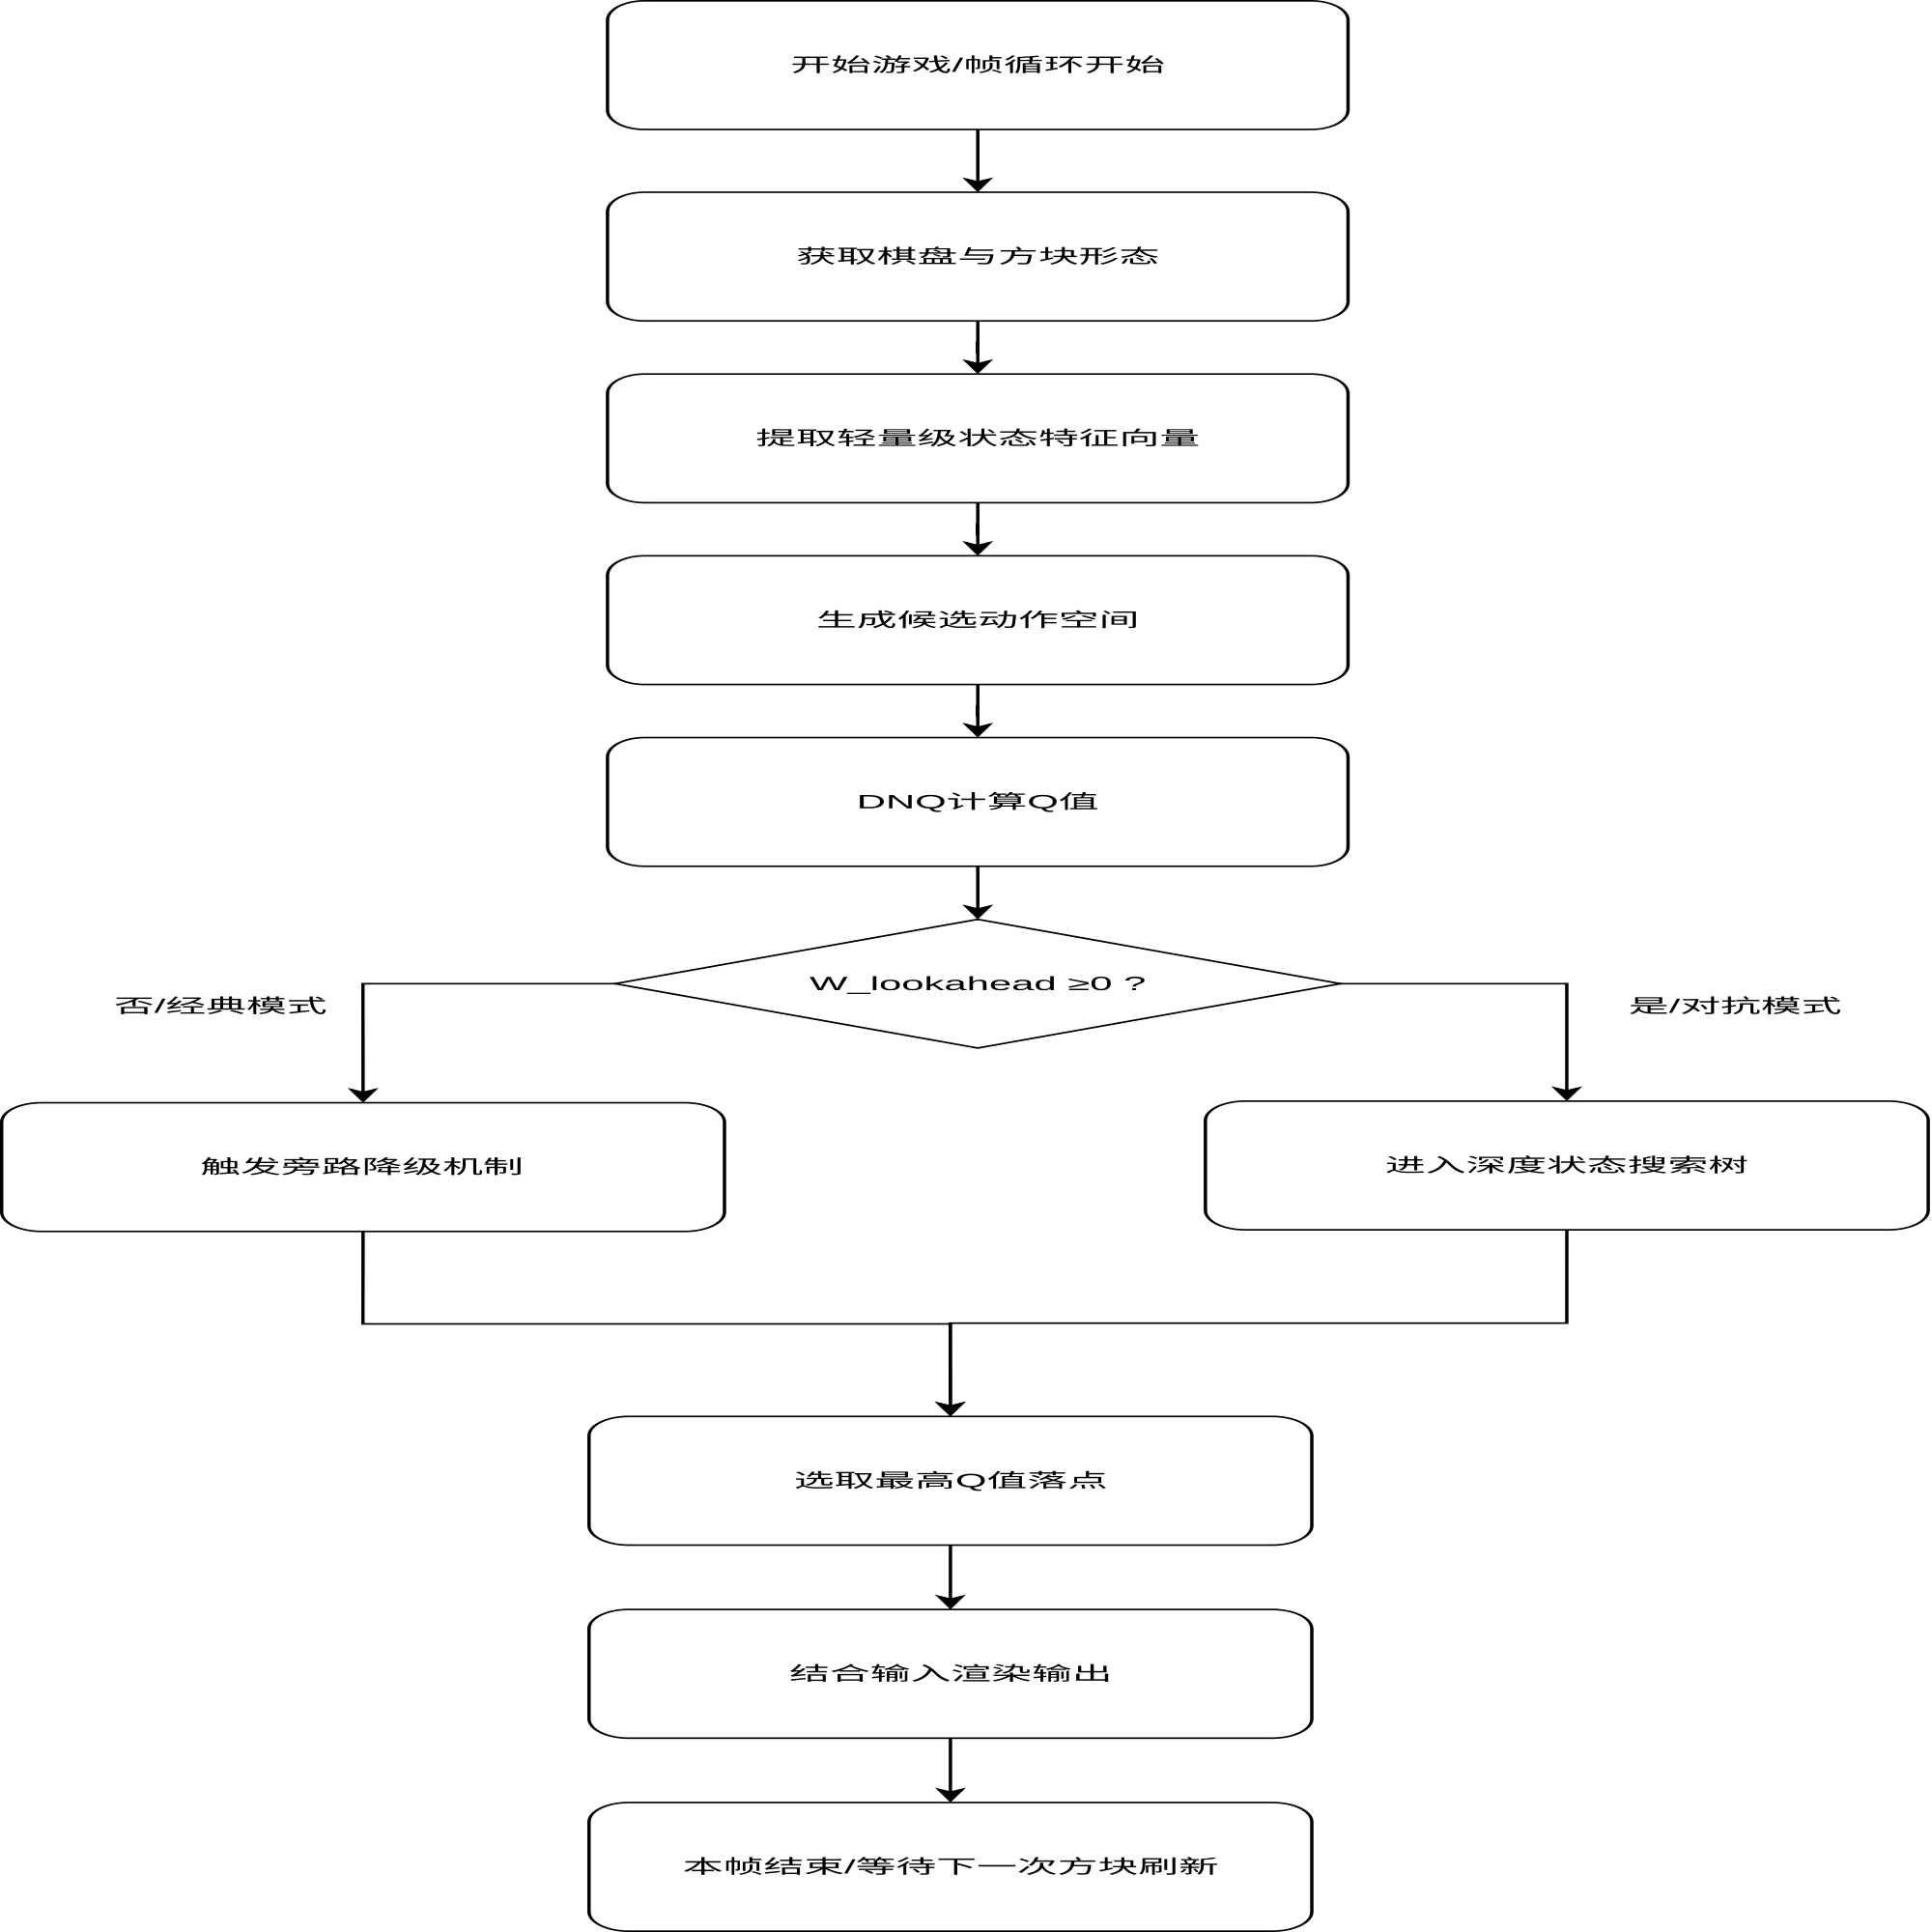 开始游戏/帧循环开始
获取棋盘与方块形态
提取轻量级状态特征向量
生成候选动作空间
DNQ计算Q值
W_lookahead ≥0 ?
否/经典模式
是/对抗模式
触发旁路降级机制
进入深度状态搜索树
选取最高Q值落点
结合输入渲染输出
本帧结束/等待下一次方块刷新